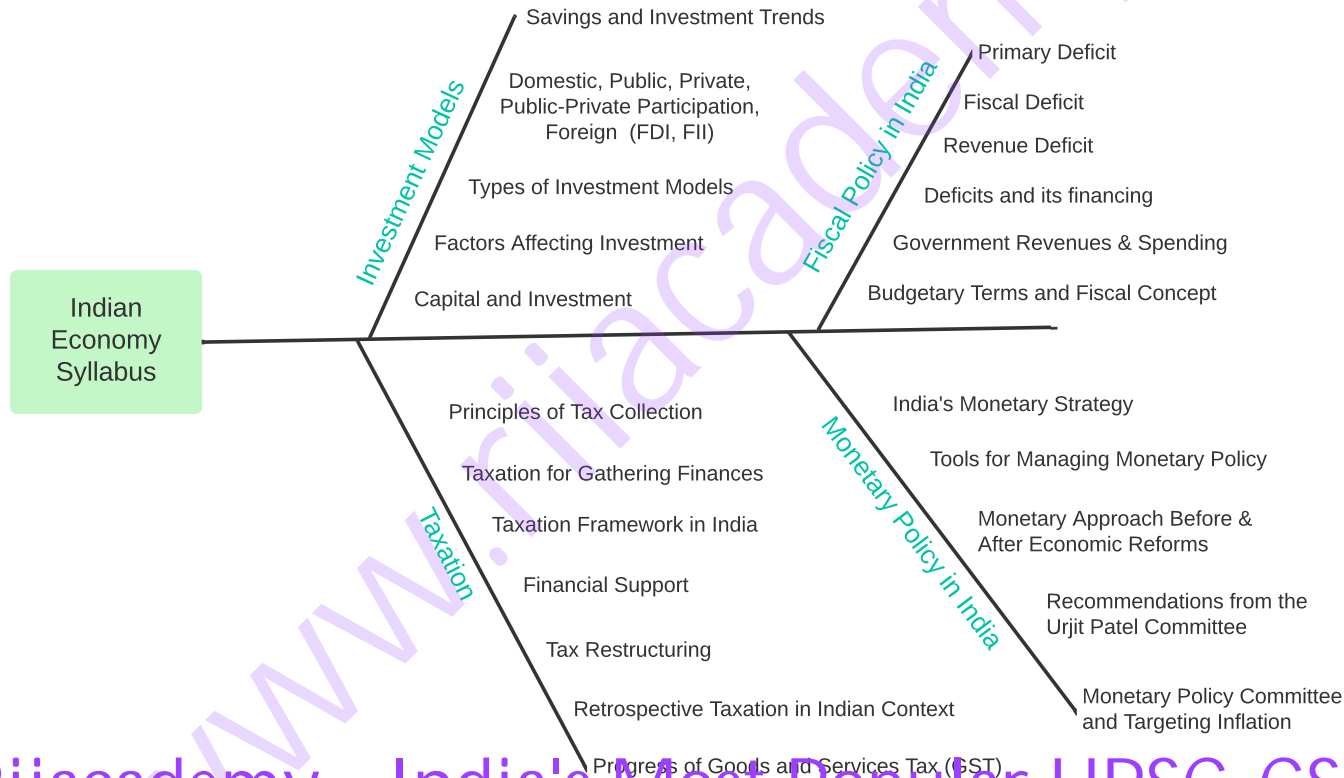 Indian
Economy
Syllabus
Investment Models
Savings and Investment Trends
Domestic, Public, Private,
Public-Private Participation,
Foreign (FDI, FII)
Types of Investment Models
Factors Affecting Investment
Capital and Investment
Fiscal Policy in India
Primary Deficit
Fiscal Deficit
Revenue Deficit
Deficits and its financing
Government Revenues & Spending
Budgetary Terms and Fiscal Concept
Taxation
Principles of Tax Collection
Taxation for Gathering Finances
Taxation Framework in India
Financial Support
Tax Restructuring
Retrospective Taxation in Indian Context
Progress of Goods and Services Tax (GST)
Monetary Policy in India
India's Monetary Strategy
Tools for Managing Monetary Policy
Monetary Approach Before &
After Economic Reforms
Recommendations from the
Urjit Patel Committee
Monetary Policy Committee
and Targeting Inflation
www.rjiacadem
India's Most UPSC